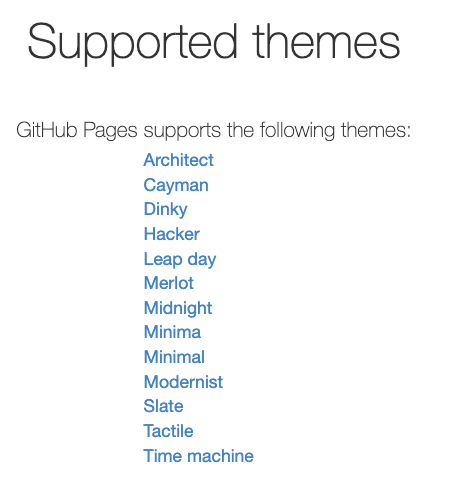 Supported themes
GitHub Pages supports the following themes:
Architect
Cayman
Dinky
Hacker
Leap day
Merlot
Midnight
Minima
Minimal
Modernist
Slate
Tactile
Time machine